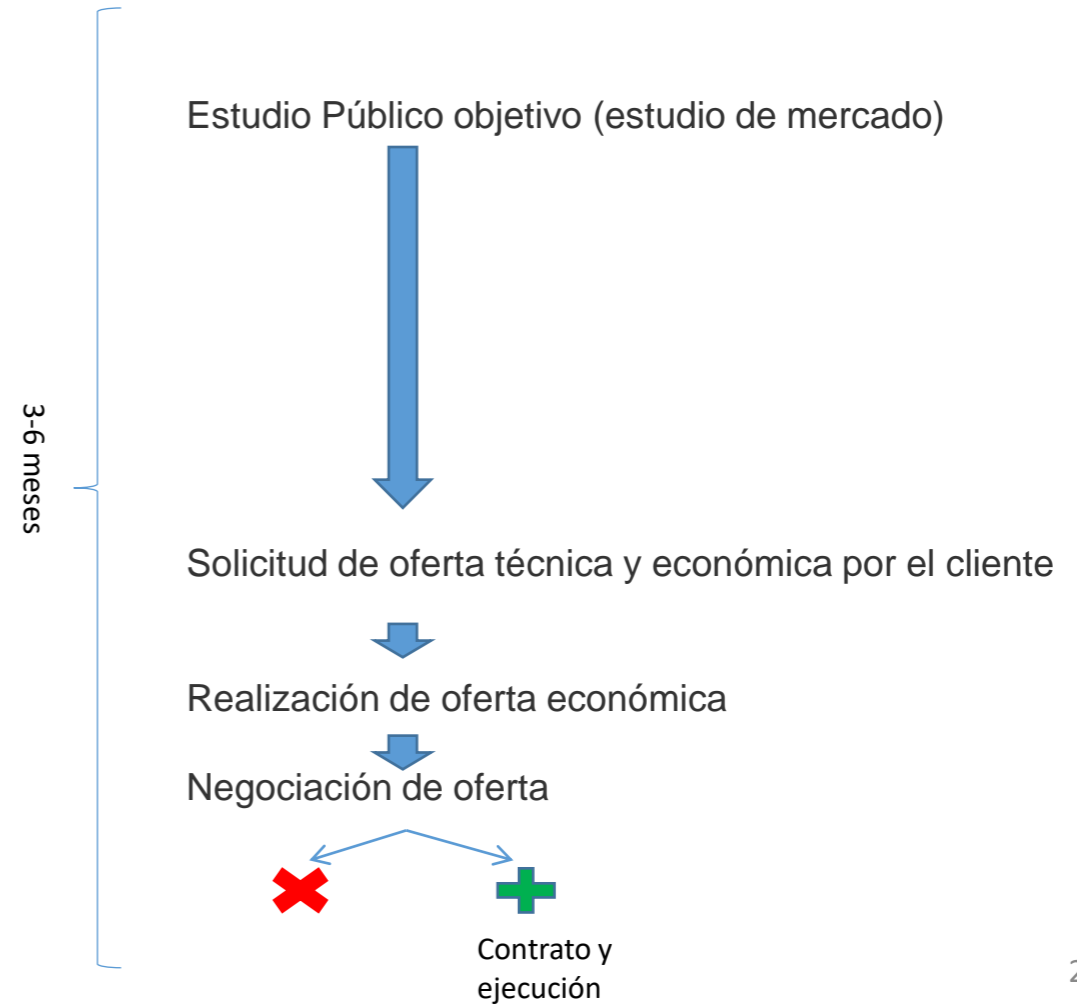 Estudio Público objetivo (estudio de mercado)
3-6 meses
Solicitud de oferta técnica y económica por el cliente
Realización de oferta económica
Negociación de oferta
Contrato y
ejecución
2